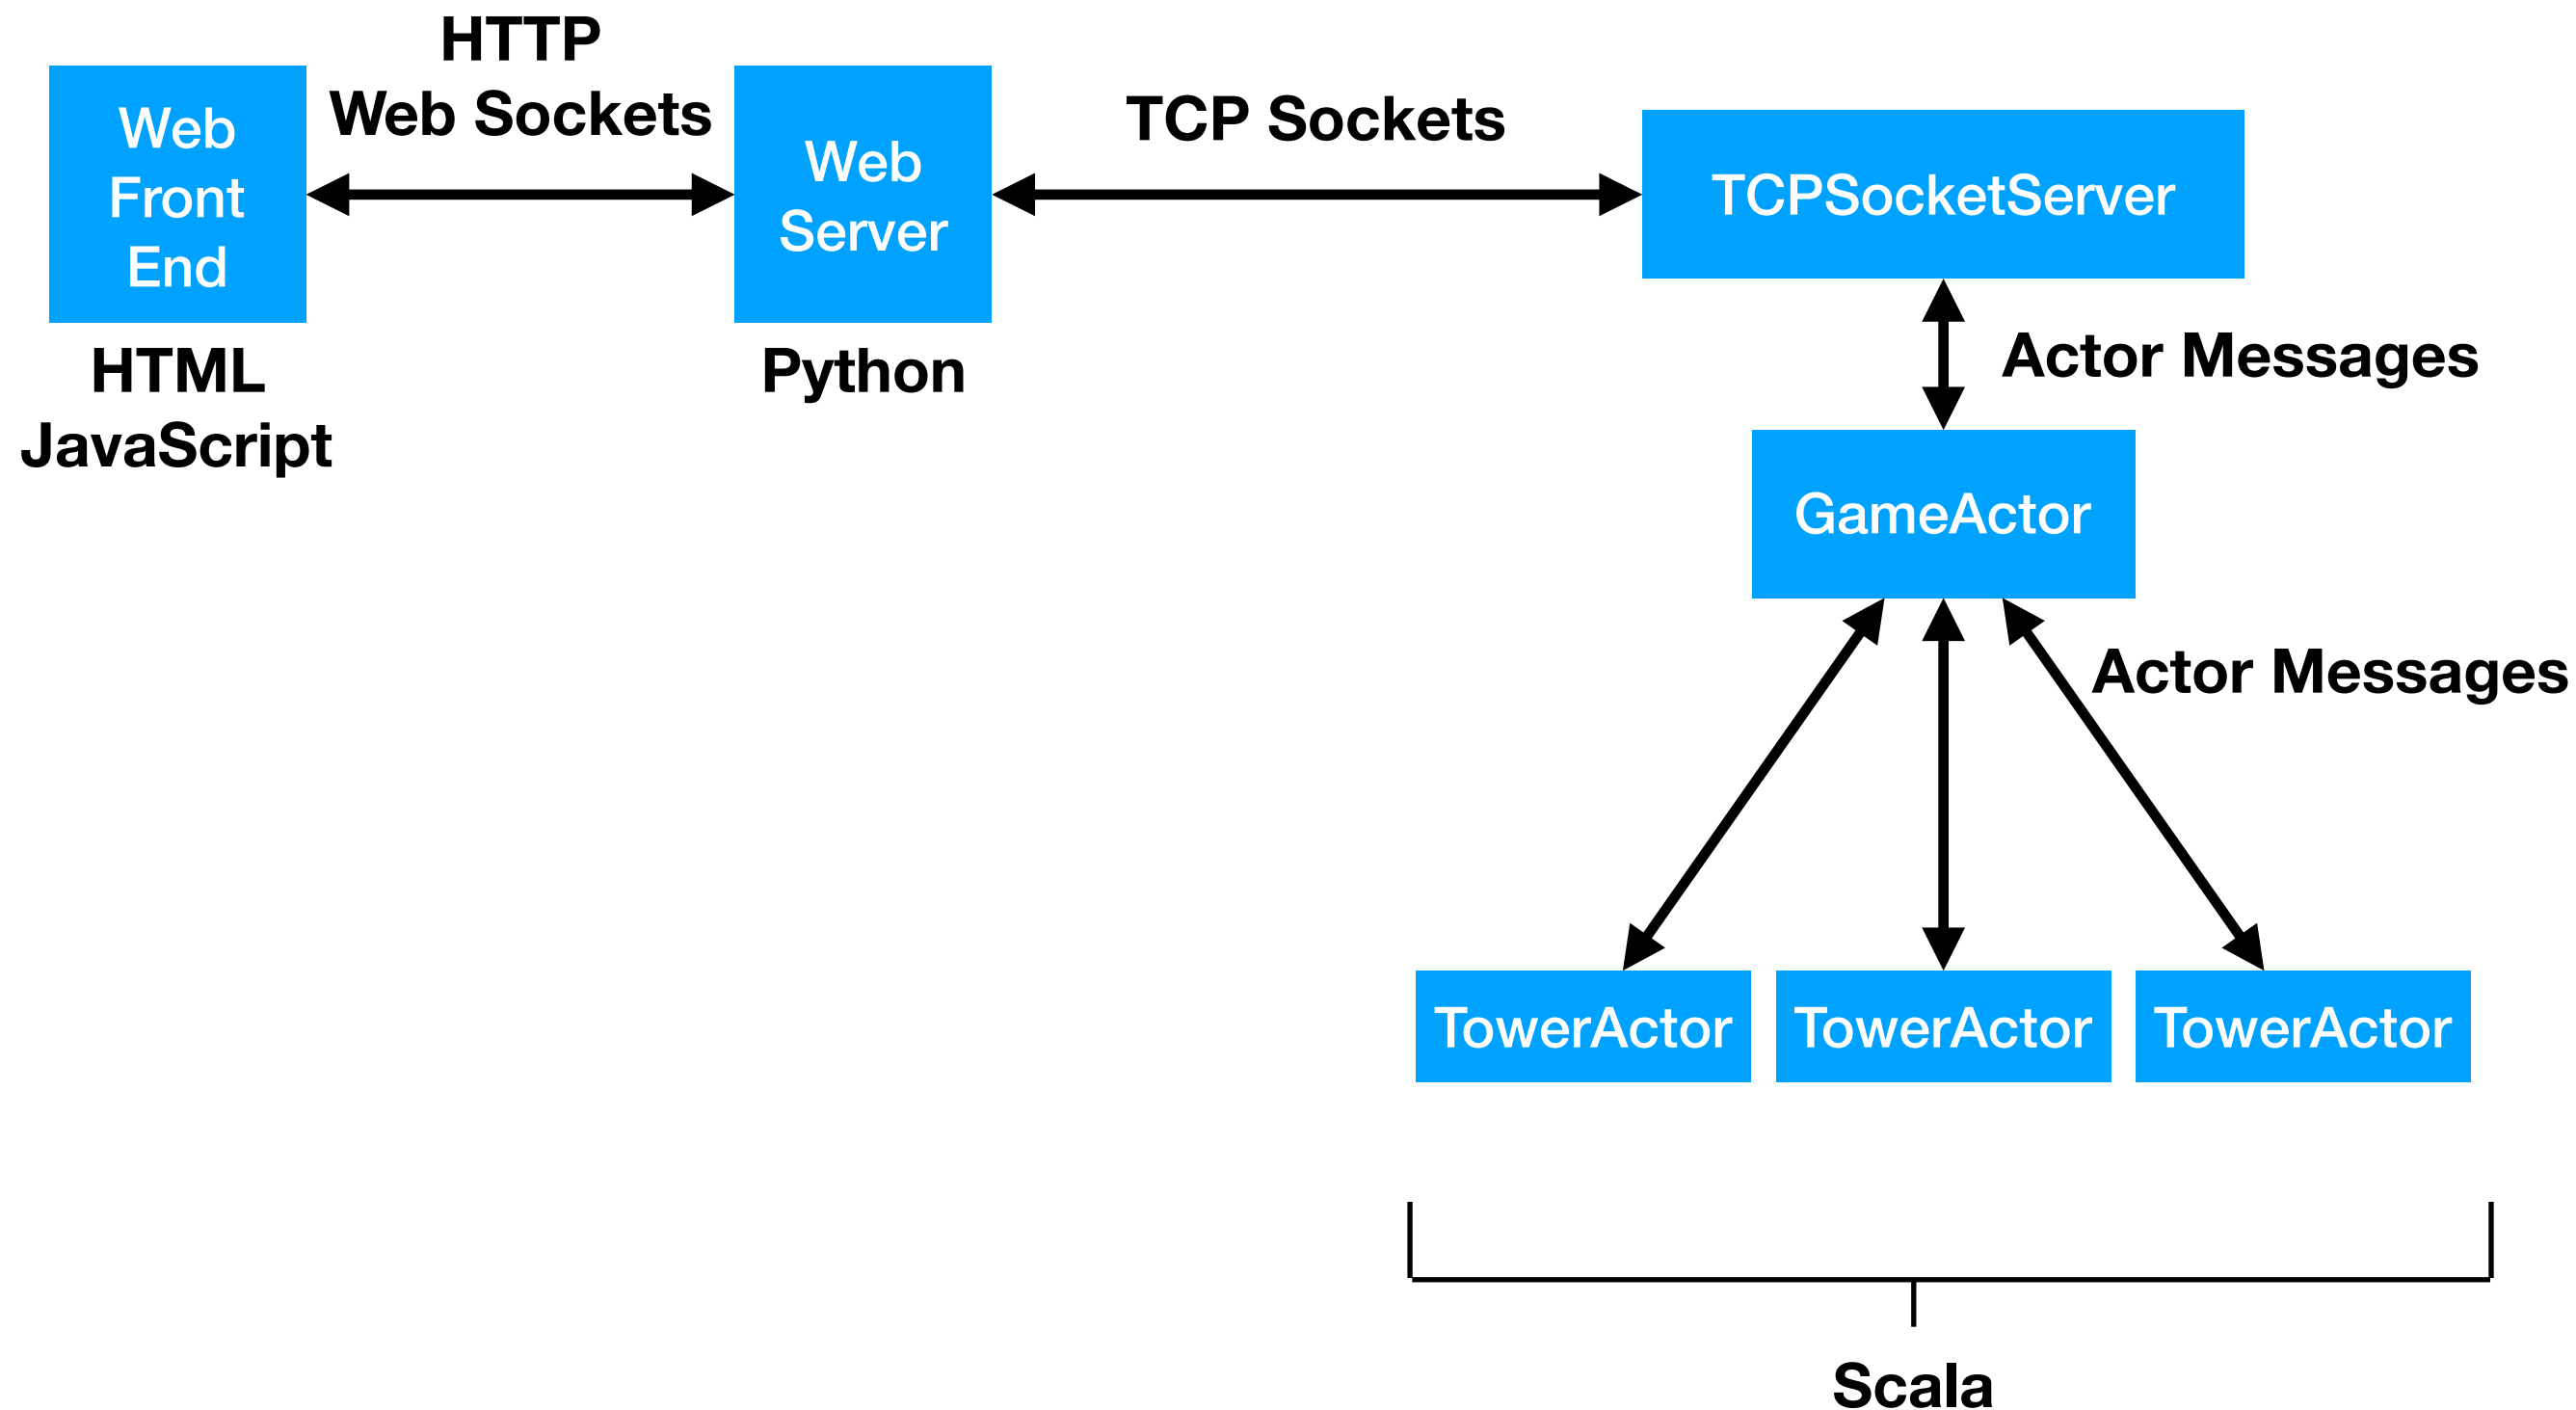 HTTP
Web Sockets
Web
Front
End
HTML
JavaScript
Web
Server
Python
TCP Sockets
TCPSocketServer
Actor Messages
GameActor
Actor Messages
TowerActor
TowerActor
TowerActor
Scala